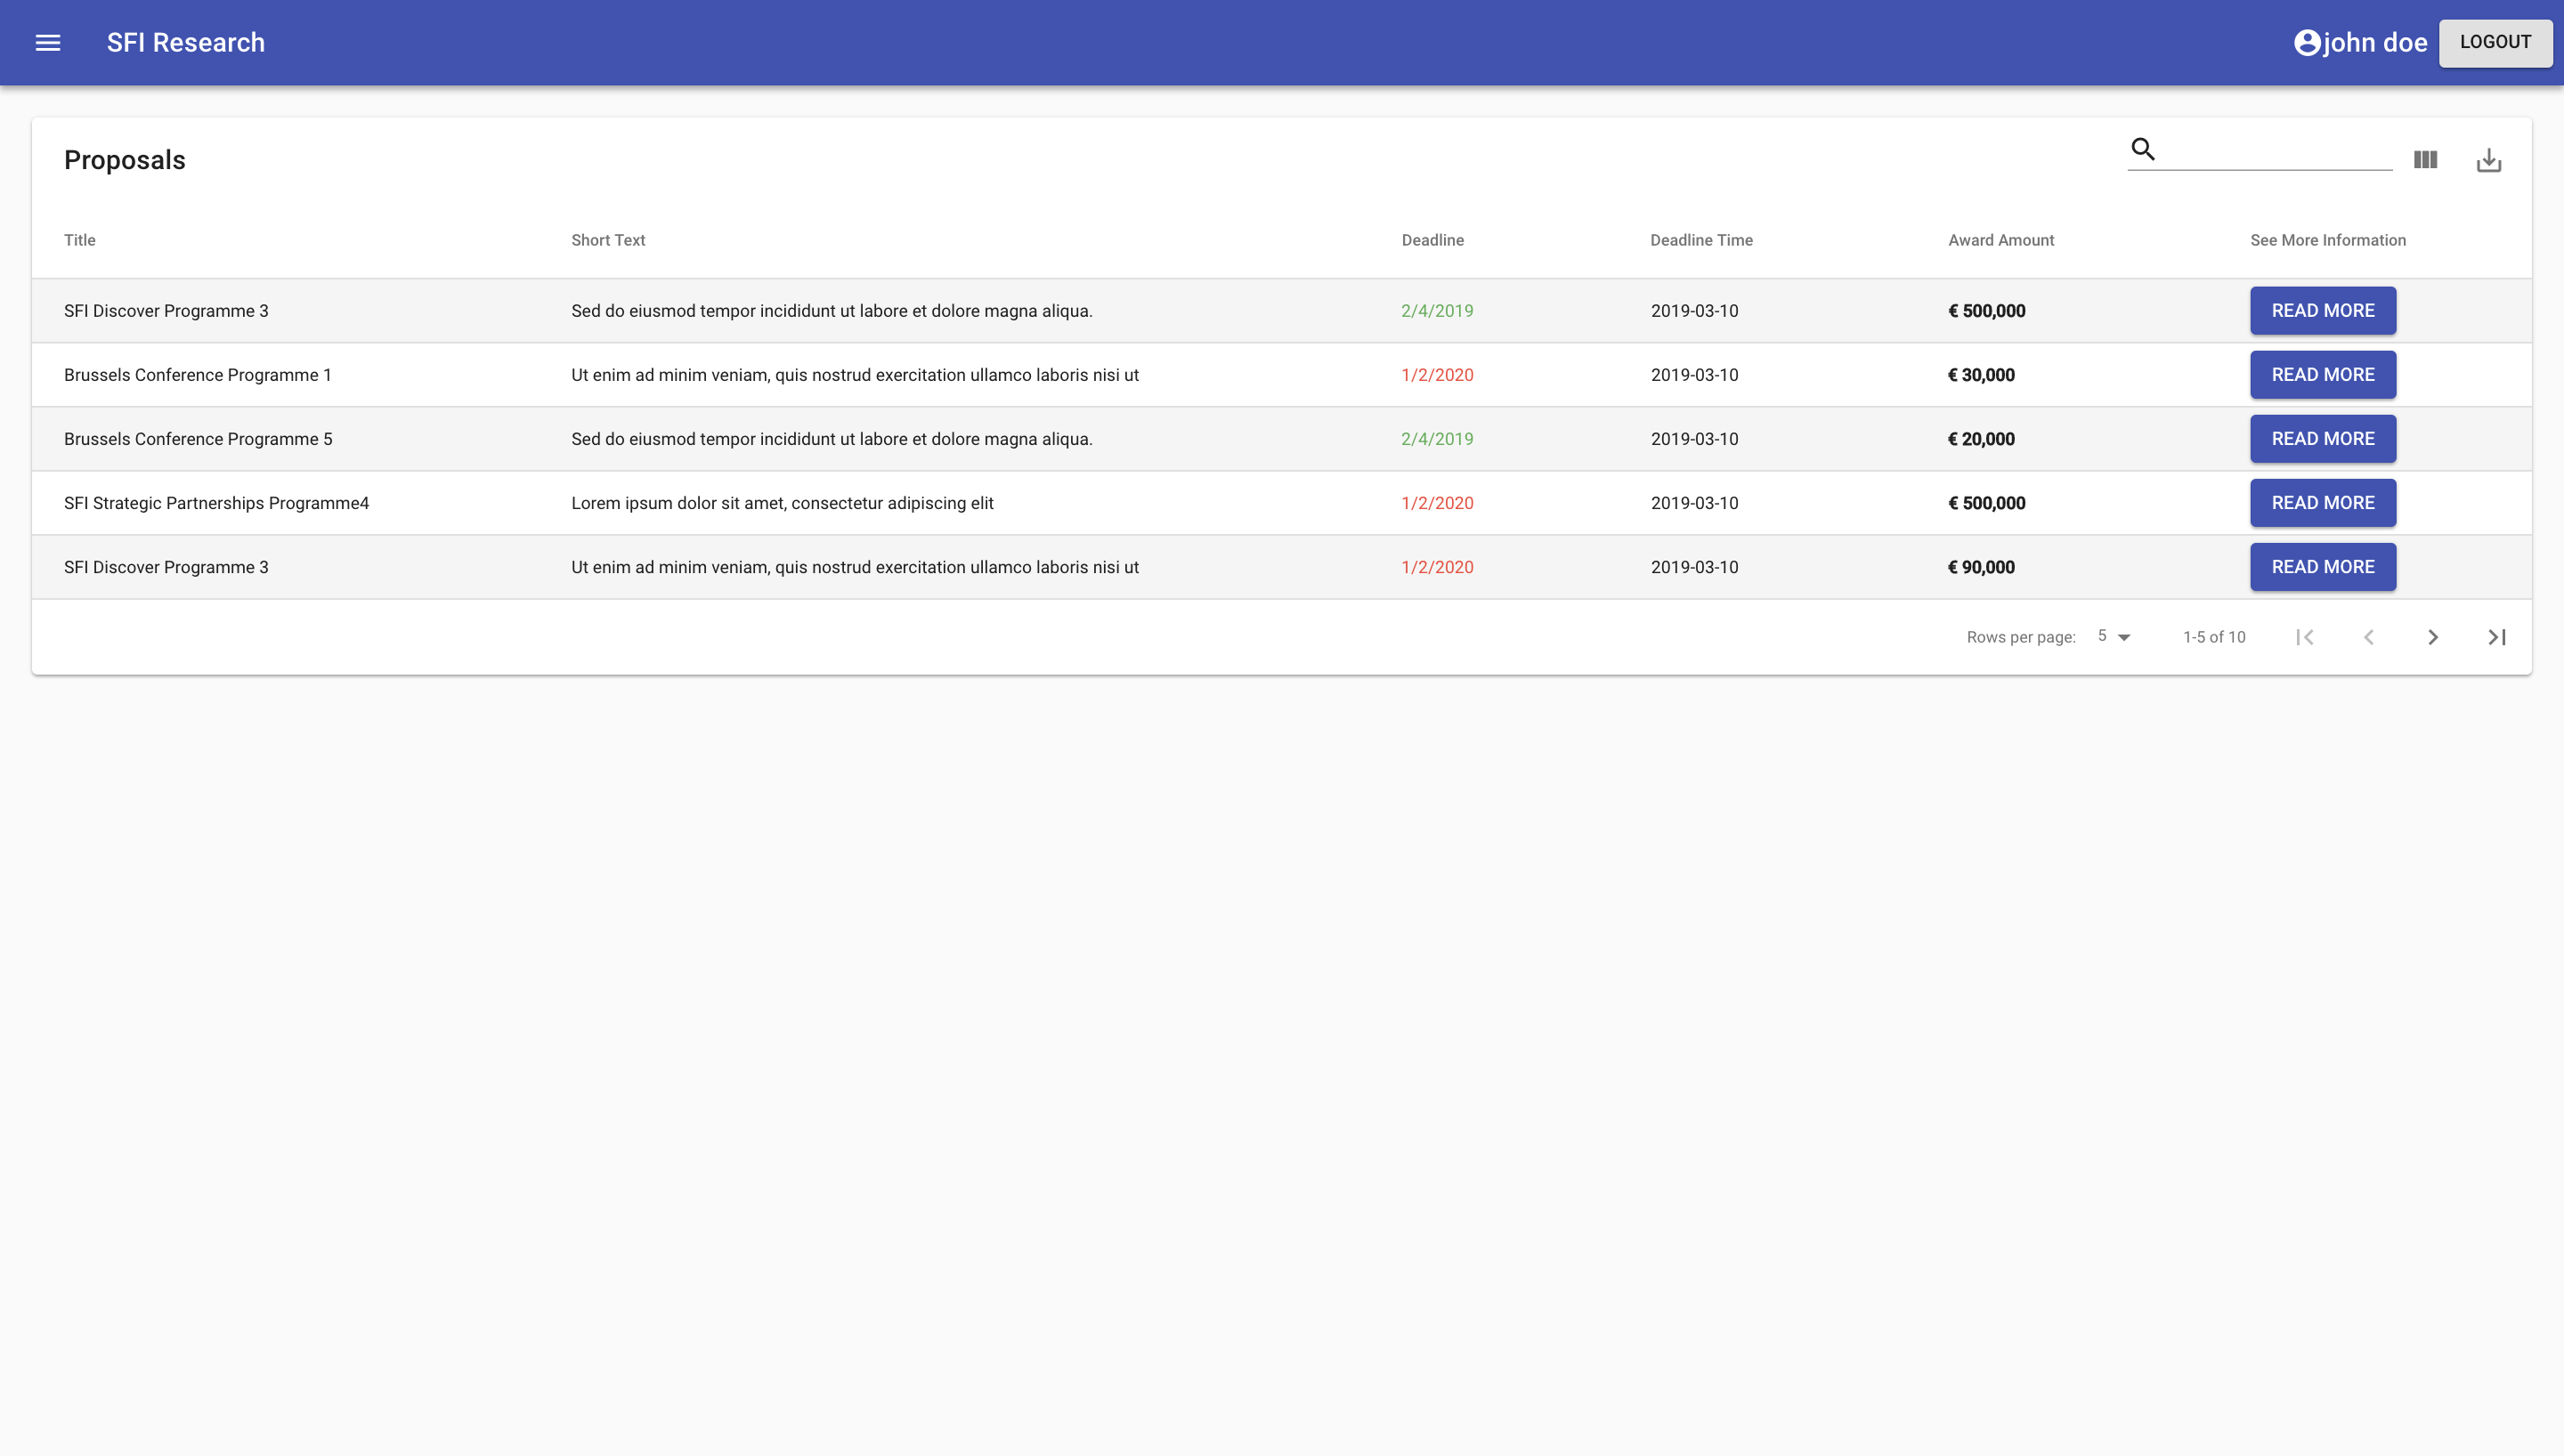 SFI Research john doe LOGOUT
Proposals
Title Short Text Deadline Deadline Time Award Amount See More Information
SFI Discover Programme 3 Sed do eiusmod tempor incididunt ut labore et dolore magna aliqua. 2/4/2019 2019-03-10 € 500,000 READ MORE
Brussels Conference Programme 1 Ut enim ad minim veniam, quis nostrud exercitation ullamco laboris nisi ut 1/2/2020 2019-03-10 € 30,000 READ MORE
Brussels Conference Programme 5 Sed do eiusmod tempor incididunt ut labore et dolore magna aliqua. 2/4/2019 2019-03-10 € 20,000 READ MORE
SFI Strategic Partnerships Programme4 Lorem ipsum dolor sit amet, consectetur adipiscing elit 1/2/2020 2019-03-10 € 500,000 READ MORE
SFI Discover Programme 3 Ut enim ad minim veniam, quis nostrud exercitation ullamco laboris nisi ut 1/2/2020 2019-03-10 € 90,000 READ MORE
Rows per page: 5 1-5 of 10